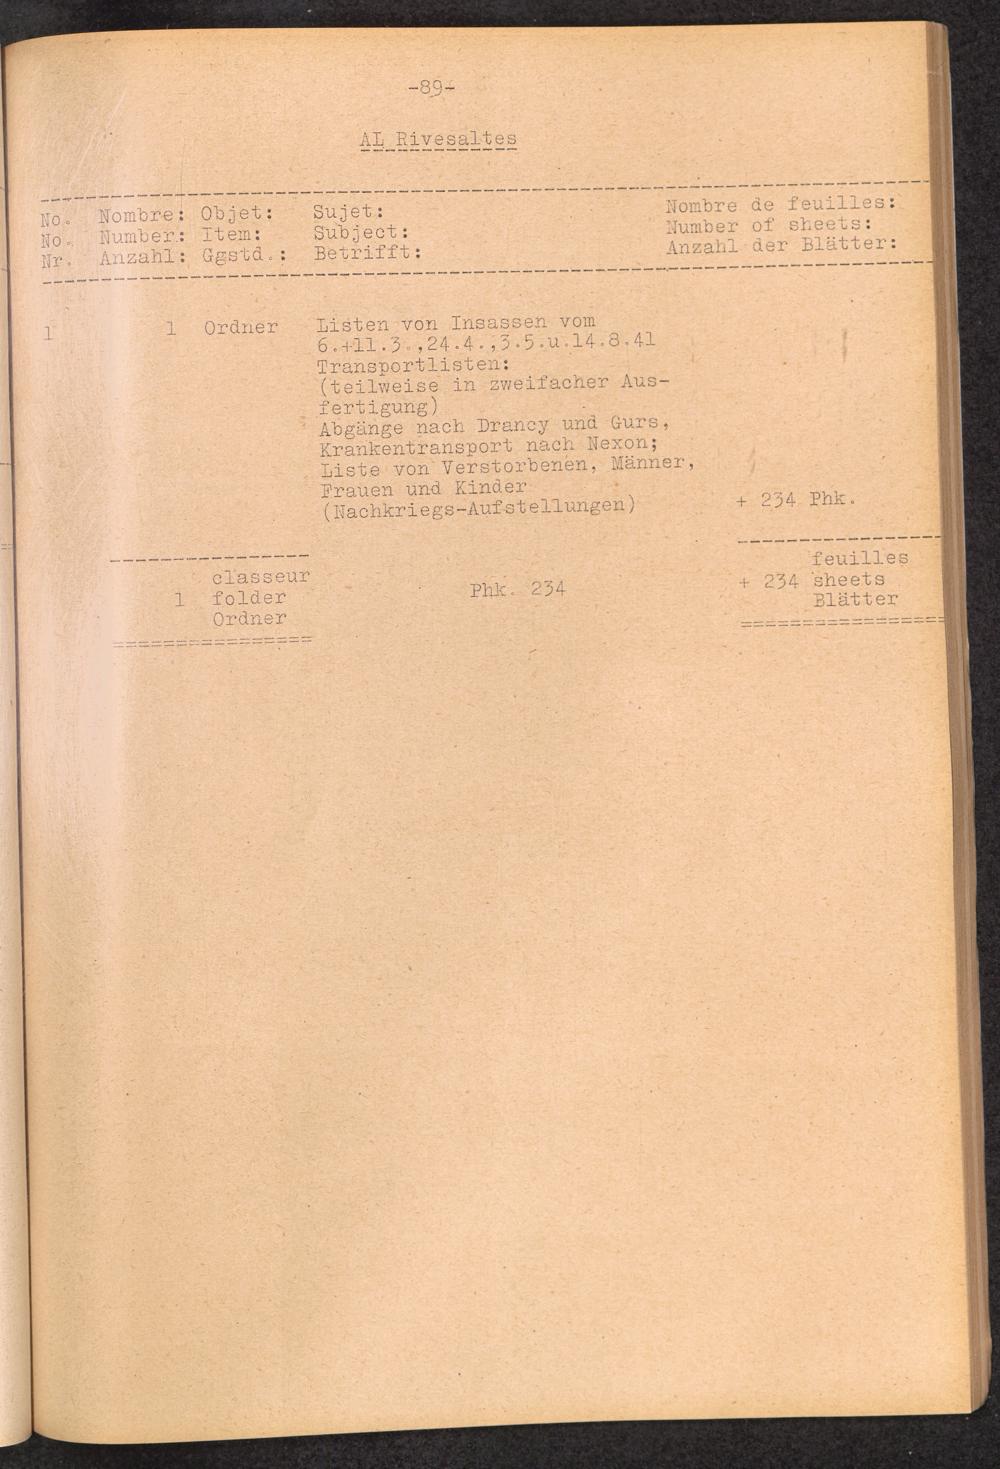 -89-
AL Rivesaltes
No. Nombre: Objet: Sujet: Nombre de feuilles:
No. Number: Item: Subject: Number of sheets:
Nr. Anzahl: Ggstd.: Betrifft: Anzahl der Blätter:
1 1 Ordner Listen von Insassen vom
6.+11.3.,24.4.,3.5.u.14.8.41
Transportlisten:
(teilweise in zweifacher Aus-
fertigung)
Abgänge nach Drancy und Gurs,
Krankentransport nach Nexon;
Liste von Verstorbenen, Männer,
Frauen und Kinder
(Nachkriegs-Aufstellungen) + 234 Phk.
classeur feuilles
1 folder Phk. 234 + 234 sheets
Ordner Blätter